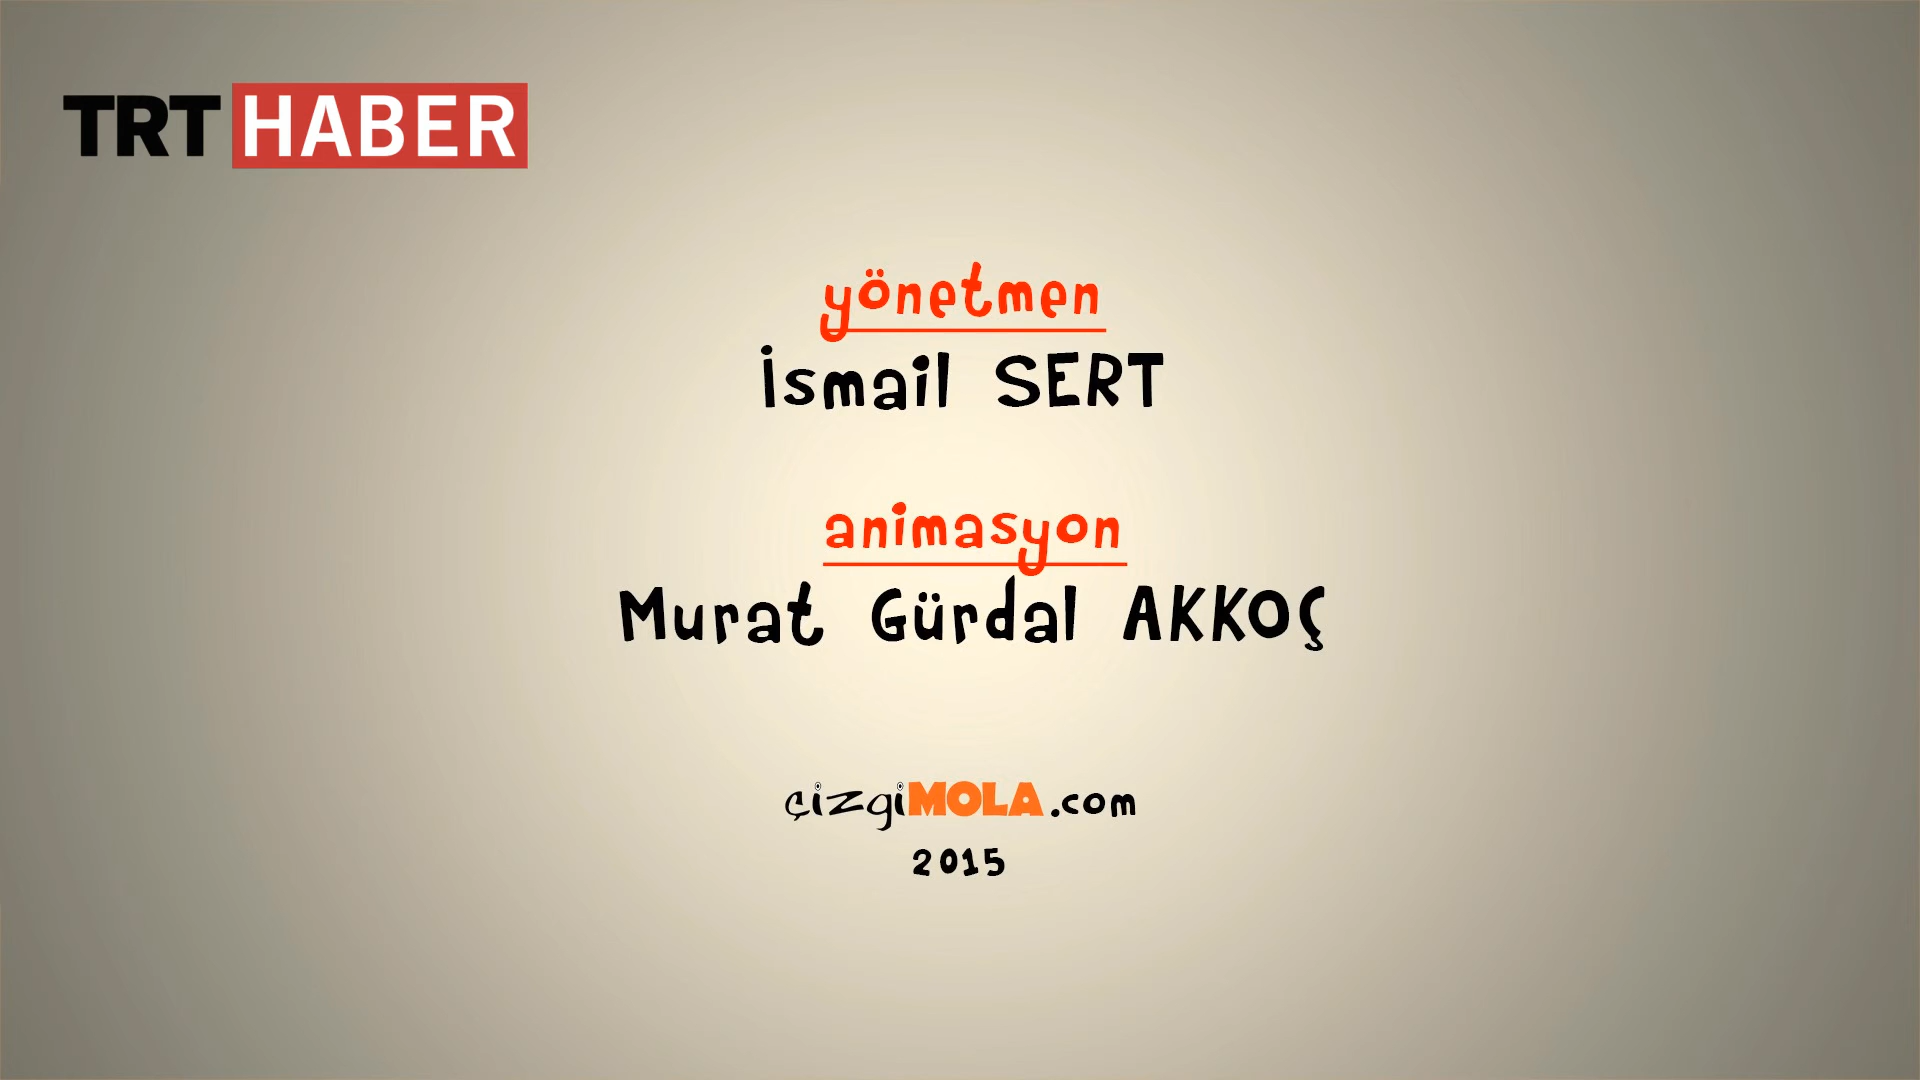 TRT HABER
yönetmen
İsmail SERT
animasyon
Murat Gürdal AKKOÇ
çizgiMOLA.com
2015